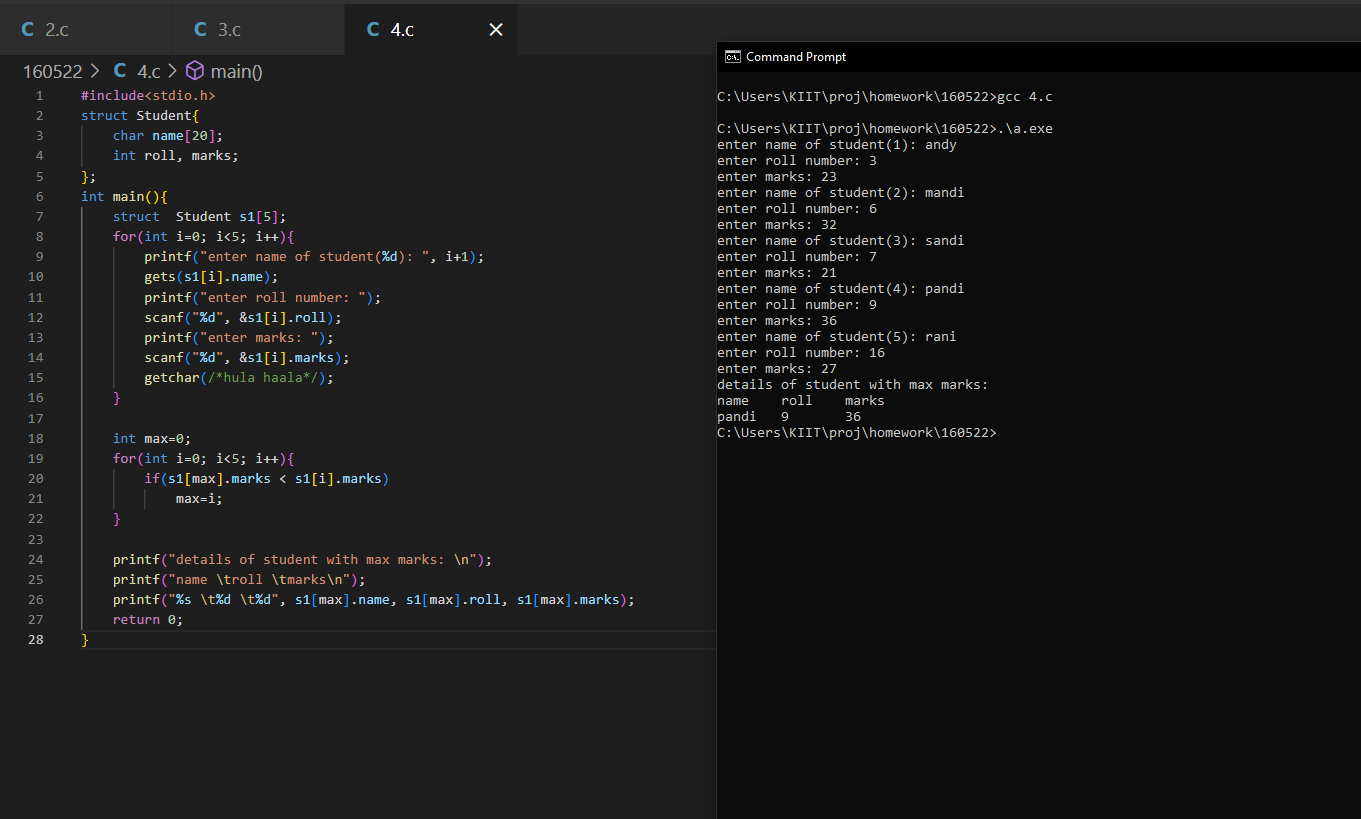 2.c
3.c
4.c
160522 > 4.c > main()
1 #include<stdio.h>
2 struct Student{
3     char name[20];
4     int roll, marks;
5 };
6 int main(){
7     struct  Student s1[5];
8     for(int i=0; i<5; i++){
9         printf("enter name of student(%d): ", i+1);
10         gets(s1[i].name);
11         printf("enter roll number: ");
12         scanf("%d", &s1[i].roll);
13         printf("enter marks: ");
14         scanf("%d", &s1[i].marks);
15         getchar(/*hula haala*/);
16     }
17
18     int max=0;
19     for(int i=0; i<5; i++){
20         if(s1[max].marks < s1[i].marks)
21             max=i;
22     }
23
24     printf("details of student with max marks: \n");
25     printf("name \troll \tmarks\n");
26     printf("%s \t%d \t%d", s1[max].name, s1[max].roll, s1[max].marks);
27     return 0;
28 }
Command Prompt
C:\Users\KIIT\proj\homework\160522>gcc 4.c
C:\Users\KIIT\proj\homework\160522>.\a.exe
enter name of student(1): andy
enter roll number: 3
enter marks: 23
enter name of student(2): mandi
enter roll number: 6
enter marks: 32
enter name of student(3): sandi
enter roll number: 7
enter marks: 21
enter name of student(4): pandi
enter roll number: 9
enter marks: 36
enter name of student(5): rani
enter roll number: 16
enter marks: 27
details of student with max marks:
name    roll    marks
pandi   9       36
C:\Users\KIIT\proj\homework\160522>